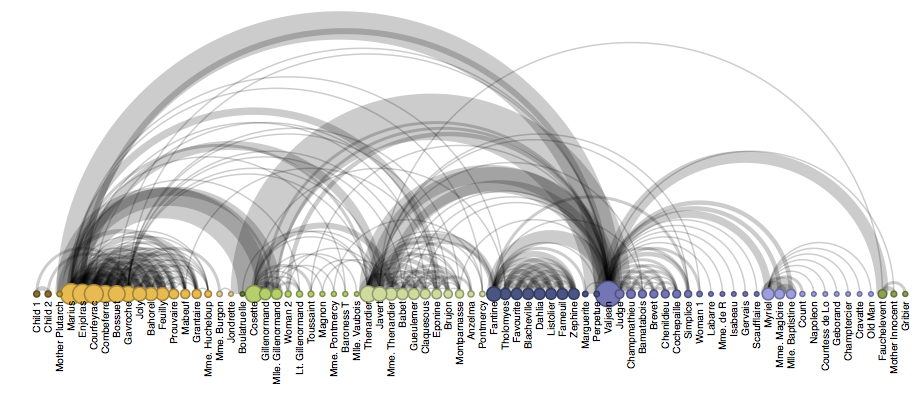 Child 1
Child 2
Mother Plutarch
Marius
Enjolras
Courfeyrac
Combeferre
Bossuet
Gavroche
Joly
Bahorel
Feuilly
Prouvaire
Mabeuf
Grantaire
Mme. Hucheloup
Mme. Burgon
Jondrette
Boulatruelle
Cosette
Gillenormand
Mlle. Gillenormand
Woman 2
Lt. Gillenormand
Toussaint
Magnon
Mme. Pontmercy
Baroness T
Mlle. Vaubois
Thenardier
Javert
Mme. Thenardier
Babet
Gueulemer
Claquesous
Eponine
Brujon
Montparnasse
Anzelma
Pontmercy
Fantine
Tholomyes
Favourite
Blacheville
Dahlia
Listolier
Fameuil
Zephine
Marguerite
Perpetue
Valjean
Judge
Champmathieu
Bamatabois
Brevet
Chenildieu
Cochepaille
Simplice
Woman 1
Labarre
Mme. de R
Isabeau
Gervais
Scaufflaire
Myriel
Mme. Magloire
Mlle. Baptistine
Count
Napoleon
Countess de Lo
Geborand
Champtercier
Cravatte
Old Man
Fauchelevent
Mother Innocent
Gribier